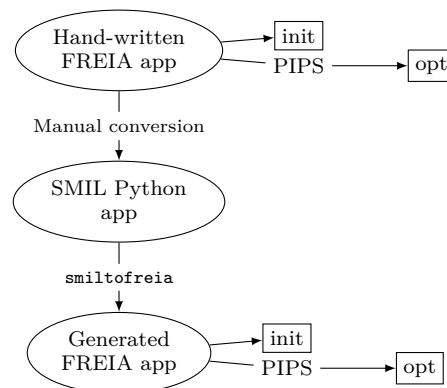 Hand-written
FREIA app
init
PIPS
opt
Manual conversion
SMIL Python
app
smiltofreia
Generated
FREIA app
init
PIPS
opt